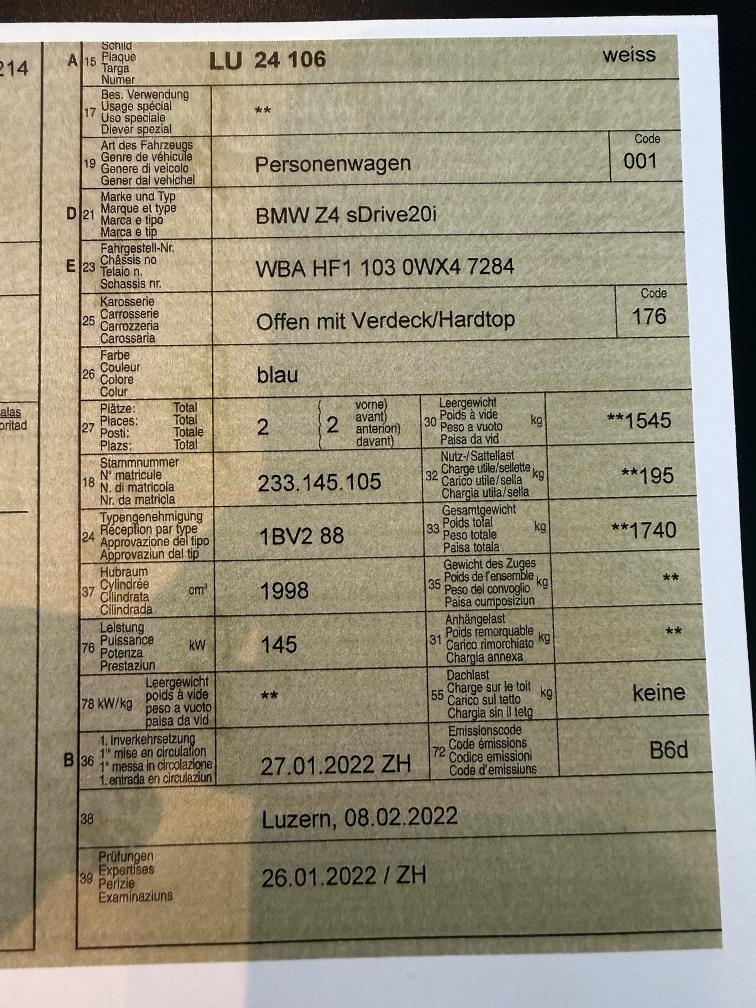 214
A 15 Schild LU 24 106 weiss
Plaque
Targa
Numer
17 Bes. Verwendung **
Usage spécial
Uso speciale
Diever spezial
19 Art des Fahrzeugs Personenwagen Code 001
Genre de véhicule
Genere di veicolo
Gener dal vehichel
D 21 Marke und Typ BMW Z4 sDrive20i
Marque et type
Marca e tipo
Marca e tip
E 23 Fahrgestell-Nr. WBA HF1 103 0WX4 7284
Châssis no
Telaio n.
Schassis nr.
25 Karosserie Offen mit Verdeck/Hardtop Code 176
Carrosserie
Carrozzeria
Carossaria
26 Farbe blau
Couleur
Colore
Colur
27 Plätze: Total 2 ( 2 vorne)
Places: Total avant)
Posti: Totale anteriori)
Plazs: Total davant)
30 Leergewicht kg **1545
Poids à vide
Peso a vuoto
Paisa da vid
18 Stammnummer 233.145.105
N° matricule
N. di matricola
Nr. da matricla
32 Nutz-/Sattellast kg **195
Charge utile/sellette
Carico utile/sella
Chargia utila/sella
24 Typengenehmigung 1BV2 88
Réception par type
Approvazione del tipo
Approvaziun dal tip
33 Gesamtgewicht kg **1740
Poids total
Peso totale
Paisa totala
37 Hubraum cm³ 1998
Cylindrée
Cilindrata
Cilindrada
35 Gewicht des Zuges kg **
Poids de l'ensemble
Peso del convoglio
Paisa cumposiziun
76 Leistung kW 145
Puissance
Potenza
Prestaziun
31 Anhängelast kg **
Poids remorquable
Carico rimorchiato
Chargia annexa
78 kW/kg Leergewicht **
poids à vide
peso a vuoto
paisa da vid
55 Dachlast kg keine
Charge sur le toit
Carico sul tetto
Chargia sin il tetg
B 36 1. Inverkehrsetzung 27.01.2022 ZH
1re mise en circulation
1a messa in circolazione
1. entrada en circulaziun
72 Emissionscode B6d
Code émissions
Codice emissioni
Code d'emissiuns
38 Luzern, 08.02.2022
39 Prüfungen 26.01.2022 / ZH
Expertises
Perizie
Examinaziuns